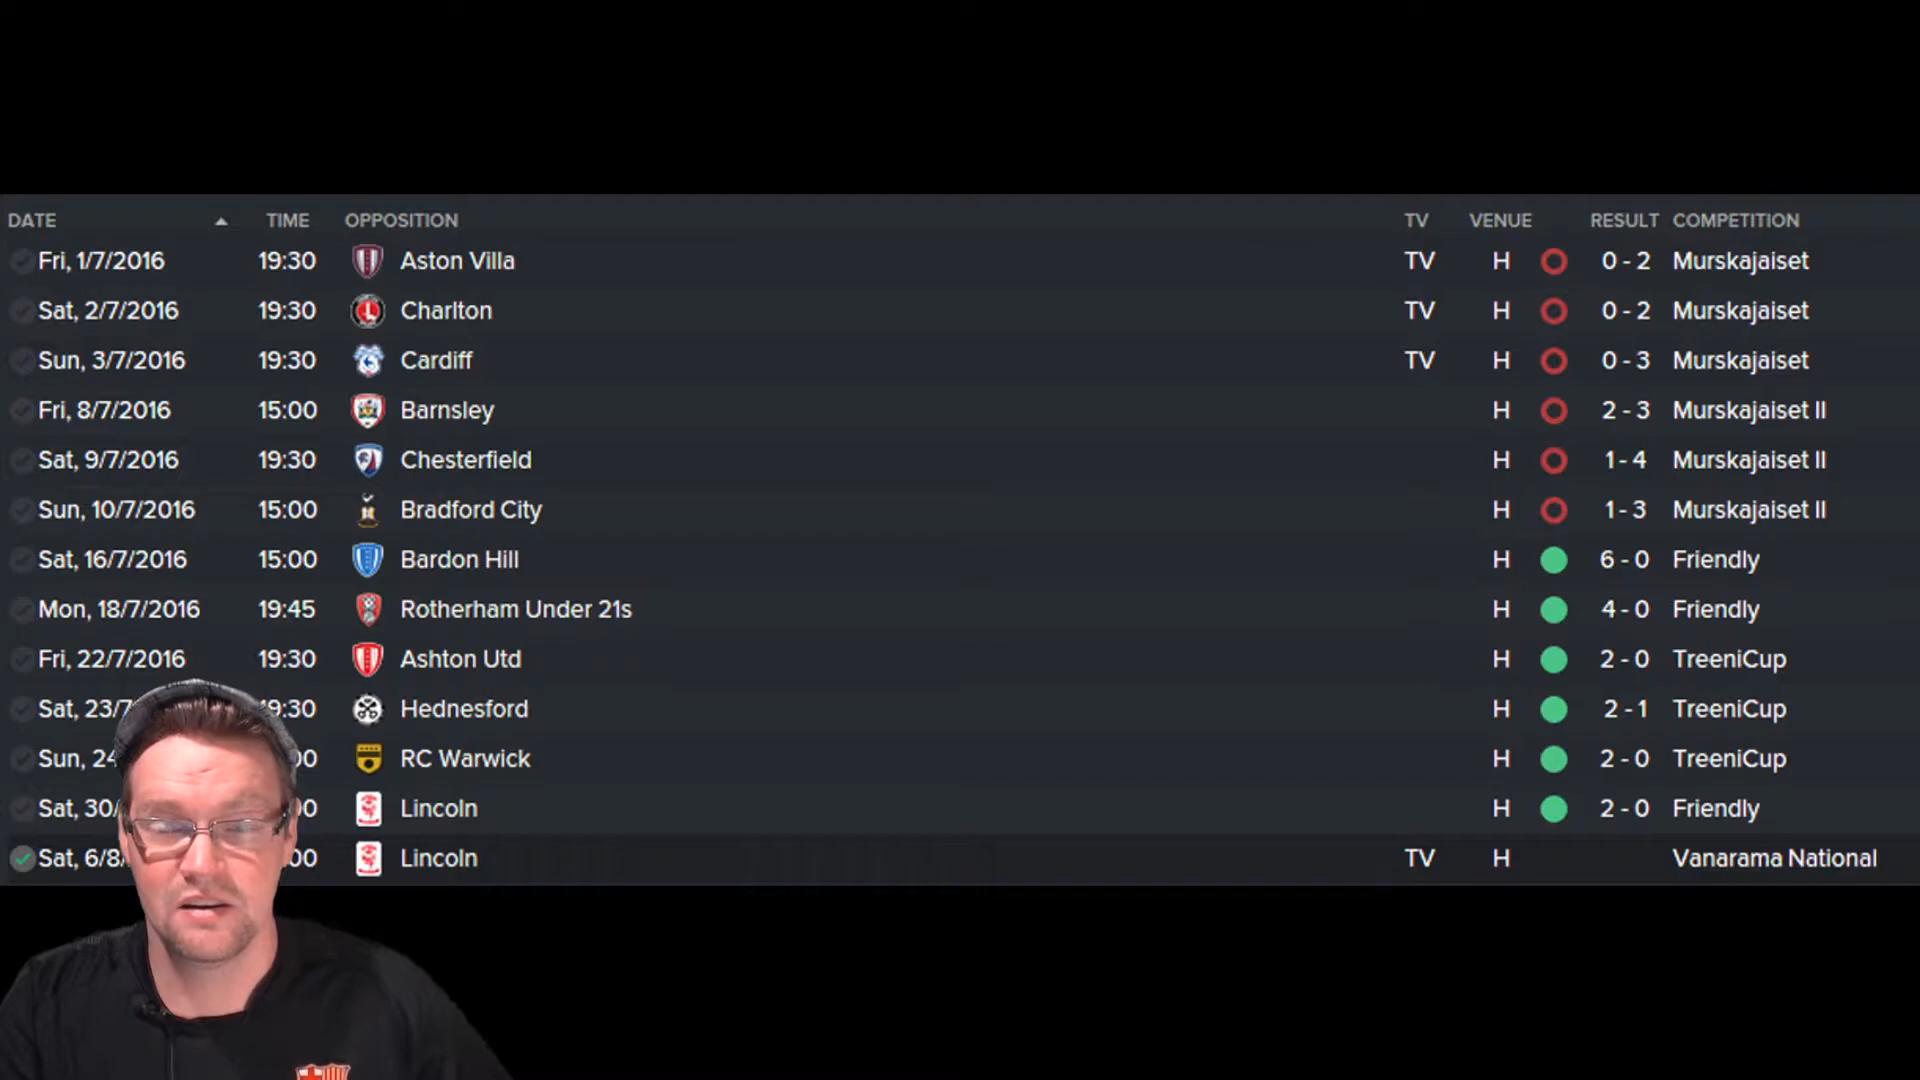 DATE TIME OPPOSITION TV VENUE RESULT COMPETITION
Fri, 1/7/2016 19:30 Aston Villa TV H 0 - 2 Murskajaiset
Sat, 2/7/2016 19:30 Charlton TV H 0 - 2 Murskajaiset
Sun, 3/7/2016 19:30 Cardiff TV H 0 - 3 Murskajaiset
Fri, 8/7/2016 15:00 Barnsley H 2 - 3 Murskajaiset II
Sat, 9/7/2016 19:30 Chesterfield H 1 - 4 Murskajaiset II
Sun, 10/7/2016 15:00 Bradford City H 1 - 3 Murskajaiset II
Sat, 16/7/2016 15:00 Bardon Hill H 6 - 0 Friendly
Mon, 18/7/2016 19:45 Rotherham Under 21s H 4 - 0 Friendly
Fri, 22/7/2016 19:30 Ashton Utd H 2 - 0 TreeniCup
Sat, 23/7 9:30 Hednesford H 2 - 1 TreeniCup
Sun, 24 00 RC Warwick H 2 - 0 TreeniCup
Sat, 30/ 00 Lincoln H 2 - 0 Friendly
Sat, 6/8/ :00 Lincoln TV H Vanarama National